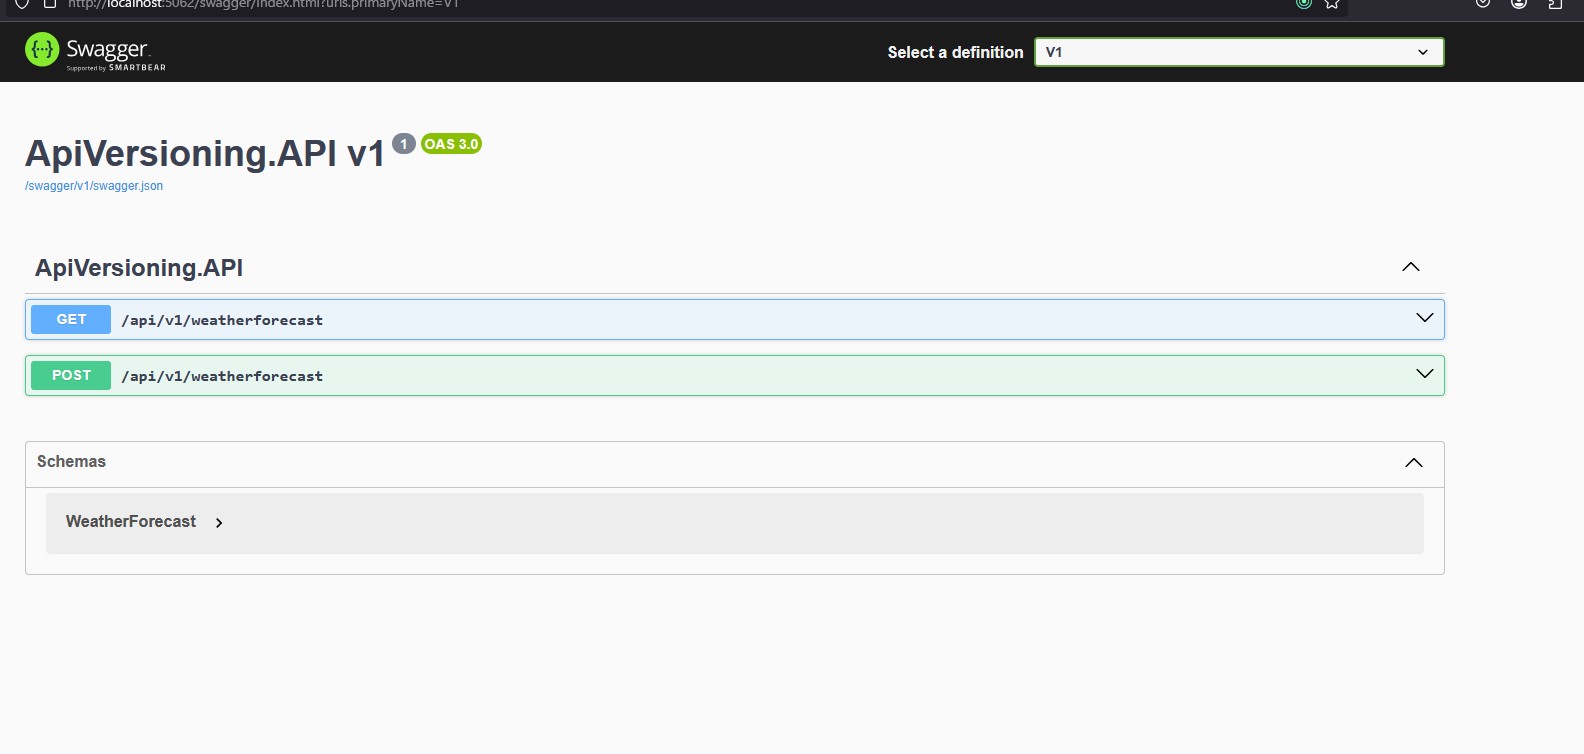 http://localhost:5062/swagger/index.html?urls.primaryName=V1
{···} Swagger.
Supported by SMARTBEAR
Select a definition
V1
ApiVersioning.API v1
1
OAS 3.0
/swagger/v1/swagger.json
ApiVersioning.API
GET
/api/v1/weatherforecast
POST
/api/v1/weatherforecast
Schemas
WeatherForecast